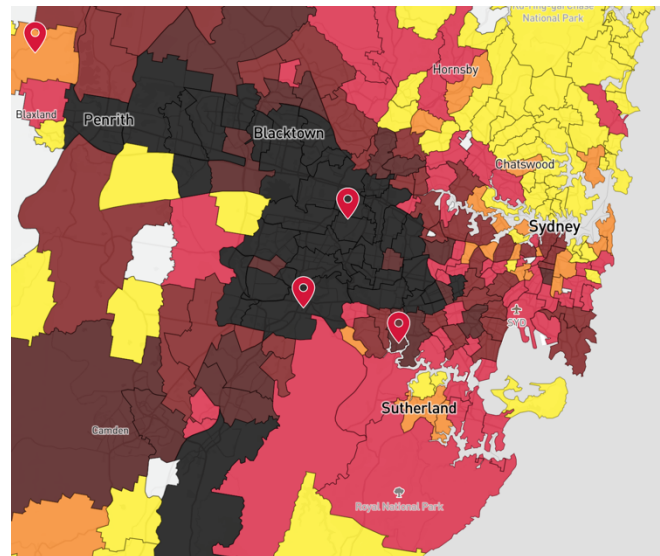 Ku-ring-gai Chase
National Park
Hornsby
Blaxland
Penrith
Blacktown
Chatswood
Sydney
SYD
Sutherland
Camden
Royal National Park